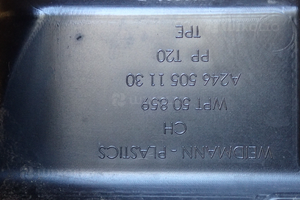 TPE
PP T20
A246 505 11 30
WPT 50 859
CH
WEIDMANN - PLASTICS